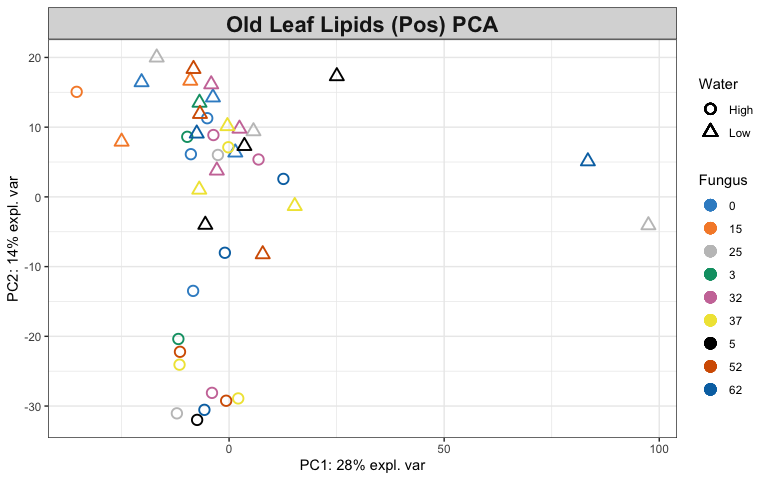 Old Leaf Lipids (Pos) PCA
20
10
0
-10
-20
-30
PC2: 14% expl. var
0
50
100
PC1: 28% expl. var
Water
High
Low
Fungus
0
15
25
3
32
37
5
52
62